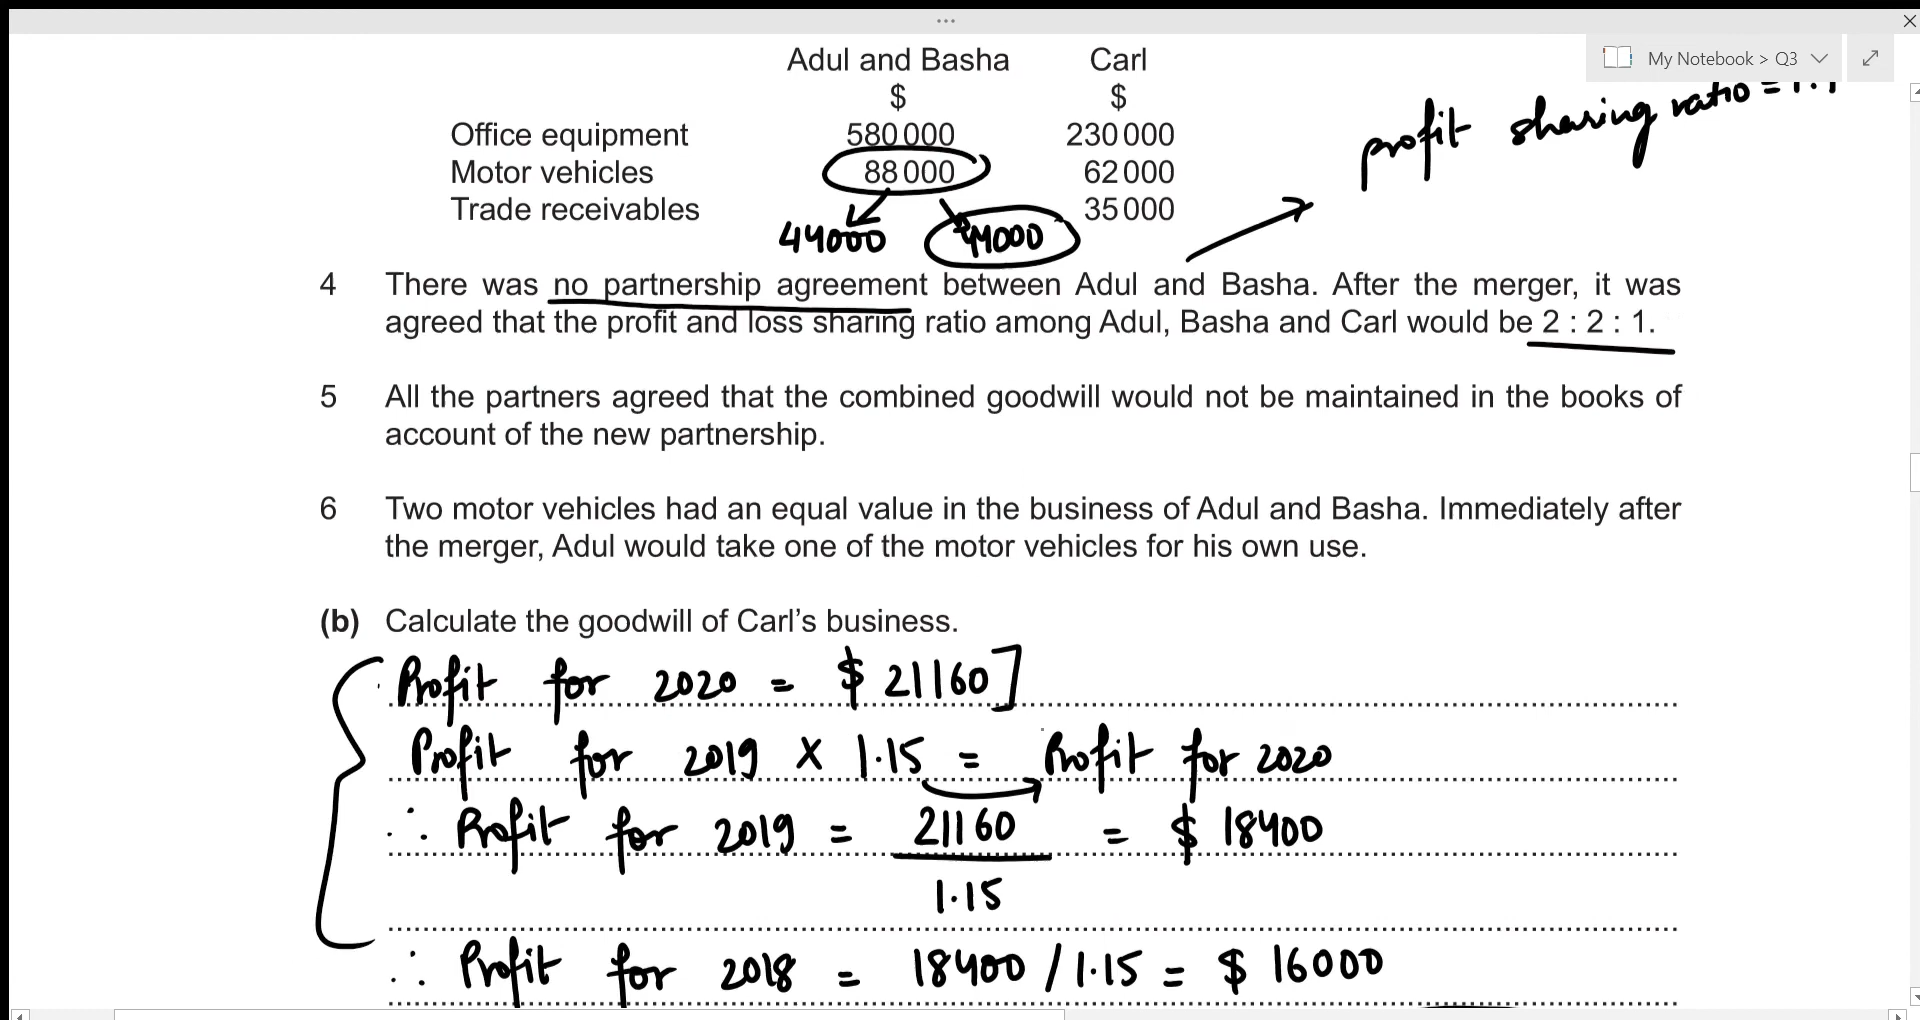 My Notebook > Q3
Adul and Basha Carl
$ $
Office equipment 580 000 230 000
Motor vehicles 88 000 62 000
Trade receivables 35 000
44000 44000
profit sharing ratio = 1:1
4 There was no partnership agreement between Adul and Basha. After the merger, it was
agreed that the profit and loss sharing ratio among Adul, Basha and Carl would be 2 : 2 : 1.
5 All the partners agreed that the combined goodwill would not be maintained in the books of
account of the new partnership.
6 Two motor vehicles had an equal value in the business of Adul and Basha. Immediately after
the merger, Adul would take one of the motor vehicles for his own use.
(b) Calculate the goodwill of Carl's business.
Profit for 2020 = $ 21160]
Profit for 2019 × 1.15 = Profit for 2020
∴ Profit for 2019 = 21160 = $ 18400
1.15
∴ Profit for 2018 = 18400 / 1.15 = $ 16000